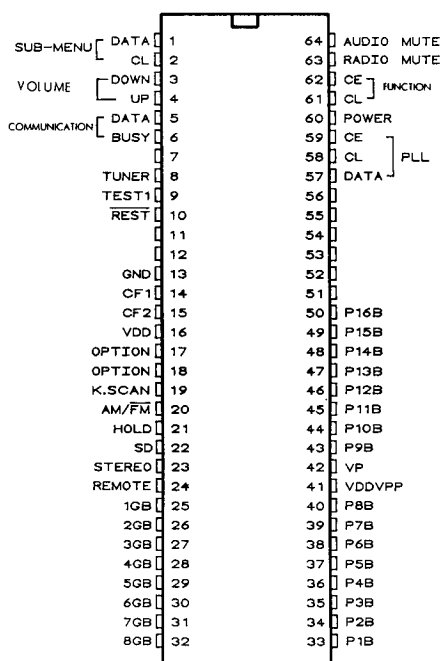 SUB-MENU DATA 1 64 AUDIO MUTE
CL 2 63 RADIO MUTE
VOLUME DOWN 3 62 CE FUNCTION
UP 4 61 CL
COMMUNICATION DATA 5 60 POWER
BUSY 6 59 CE
7 58 CL PLL
TUNER 8 57 DATA
TEST1 9 56
REST 10 55
11 54
12 53
GND 13 52
CF1 14 51
CF2 15 50 P16B
VDD 16 49 P15B
OPTION 17 48 P14B
OPTION 18 47 P13B
K.SCAN 19 46 P12B
AM/FM 20 45 P11B
HOLD 21 44 P10B
SD 22 43 P9B
STEREO 23 42 VP
REMOTE 24 41 VDDVPP
1GB 25 40 P8B
2GB 26 39 P7B
3GB 27 38 P6B
4GB 28 37 P5B
5GB 29 36 P4B
6GB 30 35 P3B
7GB 31 34 P2B
8GB 32 33 P1B